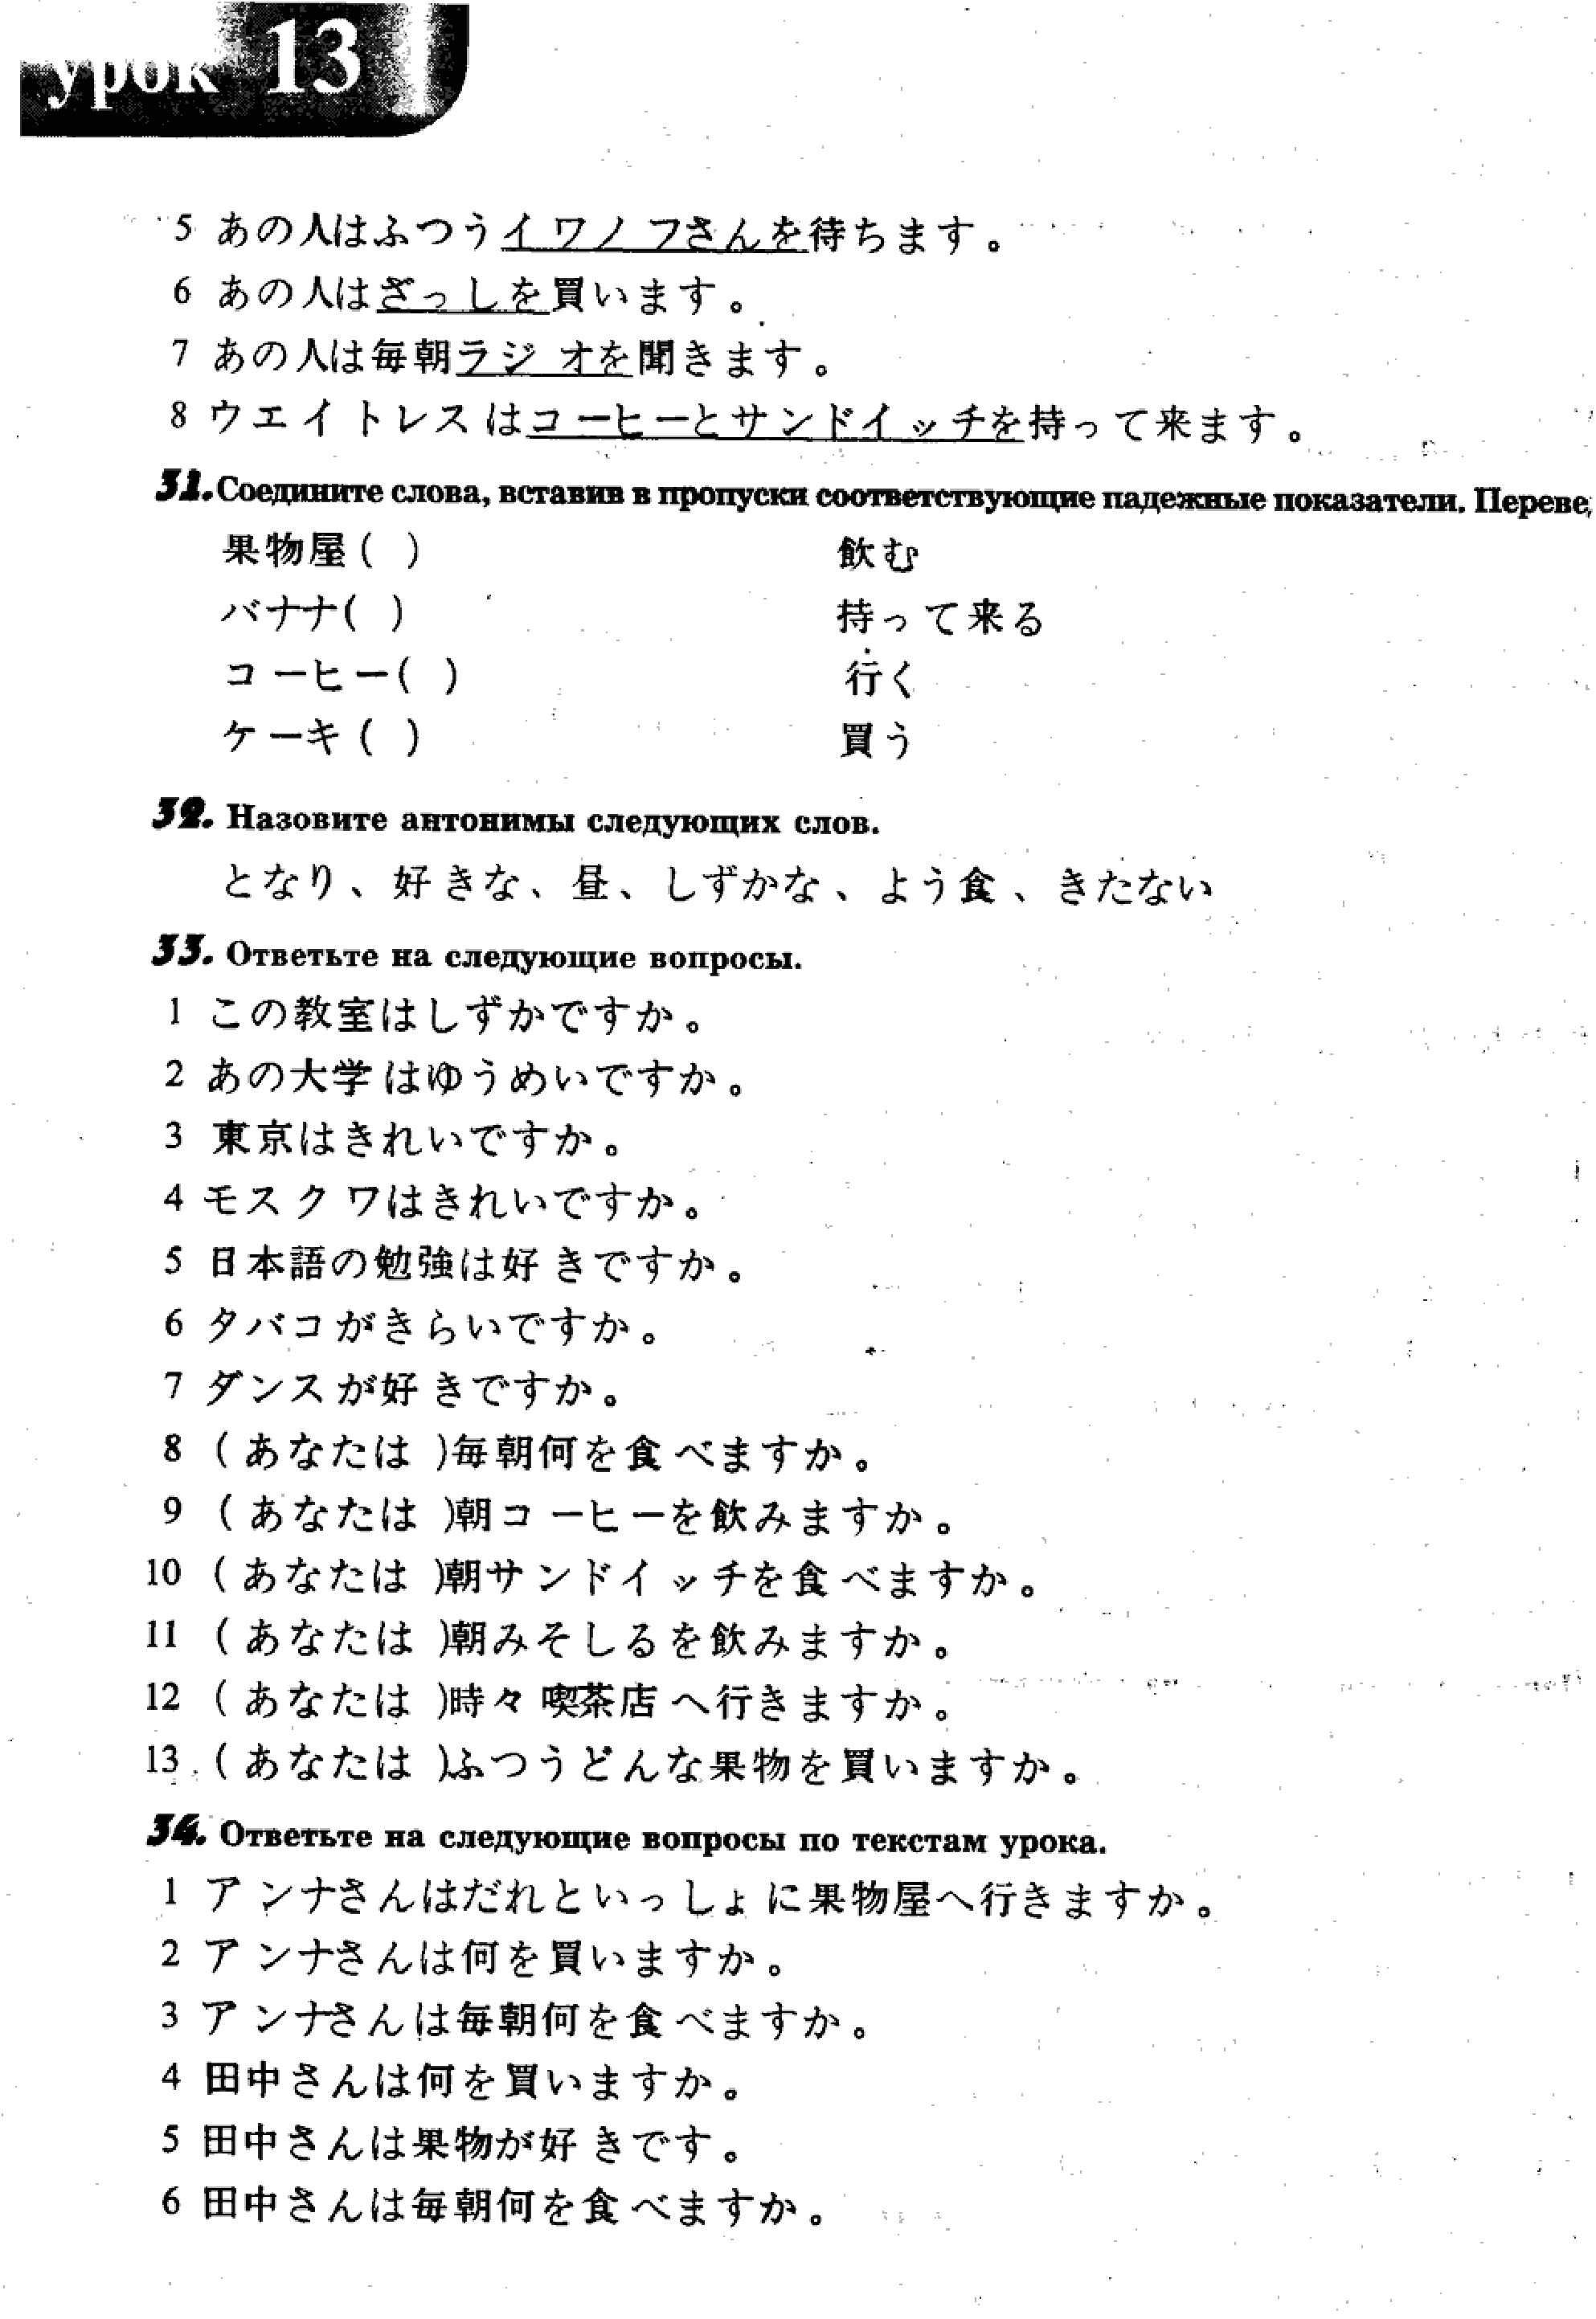 урок 13
5 あの人はふつうイワノフさんを待ちます。
6 あの人はざっしを買います。
7 あの人は毎朝ラジオを聞きます。
8 ウエイトレスはコーヒーとサンドイッチを持って来ます。
31. Соедините слова, вставив в пропуски соответствующие падежные показатели. Переве
果物屋( ) 飲む
バナナ( ) 持って来る
コーヒー( ) 行く
ケーキ( ) 買う
32. Назовите антонимы следующих слов.
となり、好きな、昼、しずかな、よう食、きたない
33. Ответьте на следующие вопросы.
1 この教室はしずかですか。
2 あの大学はゆうめいですか。
3 東京はきれいですか。
4 モスクワはきれいですか。
5 日本語の勉強は好きですか。
6 タバコがきらいですか。
7 ダンスが好きですか。
8 (あなたは)毎朝何を食べますか。
9 (あなたは)朝コーヒーを飲みますか。
10 (あなたは)朝サンドイッチを食べますか。
11 (あなたは)朝みそしるを飲みますか。
12 (あなたは)時々喫茶店へ行きますか。
13 (あなたは)ふつうどんな果物を買いますか。
34. Ответьте на следующие вопросы по текстам урока.
1 アンナさんはだれといっしょに果物屋へ行きますか。
2 アンナさんは何を買いますか。
3 アンナさんは毎朝何を食べますか。
4 田中さんは何を買いますか。
5 田中さんは果物が好きです。
6 田中さんは毎朝何を食べますか。